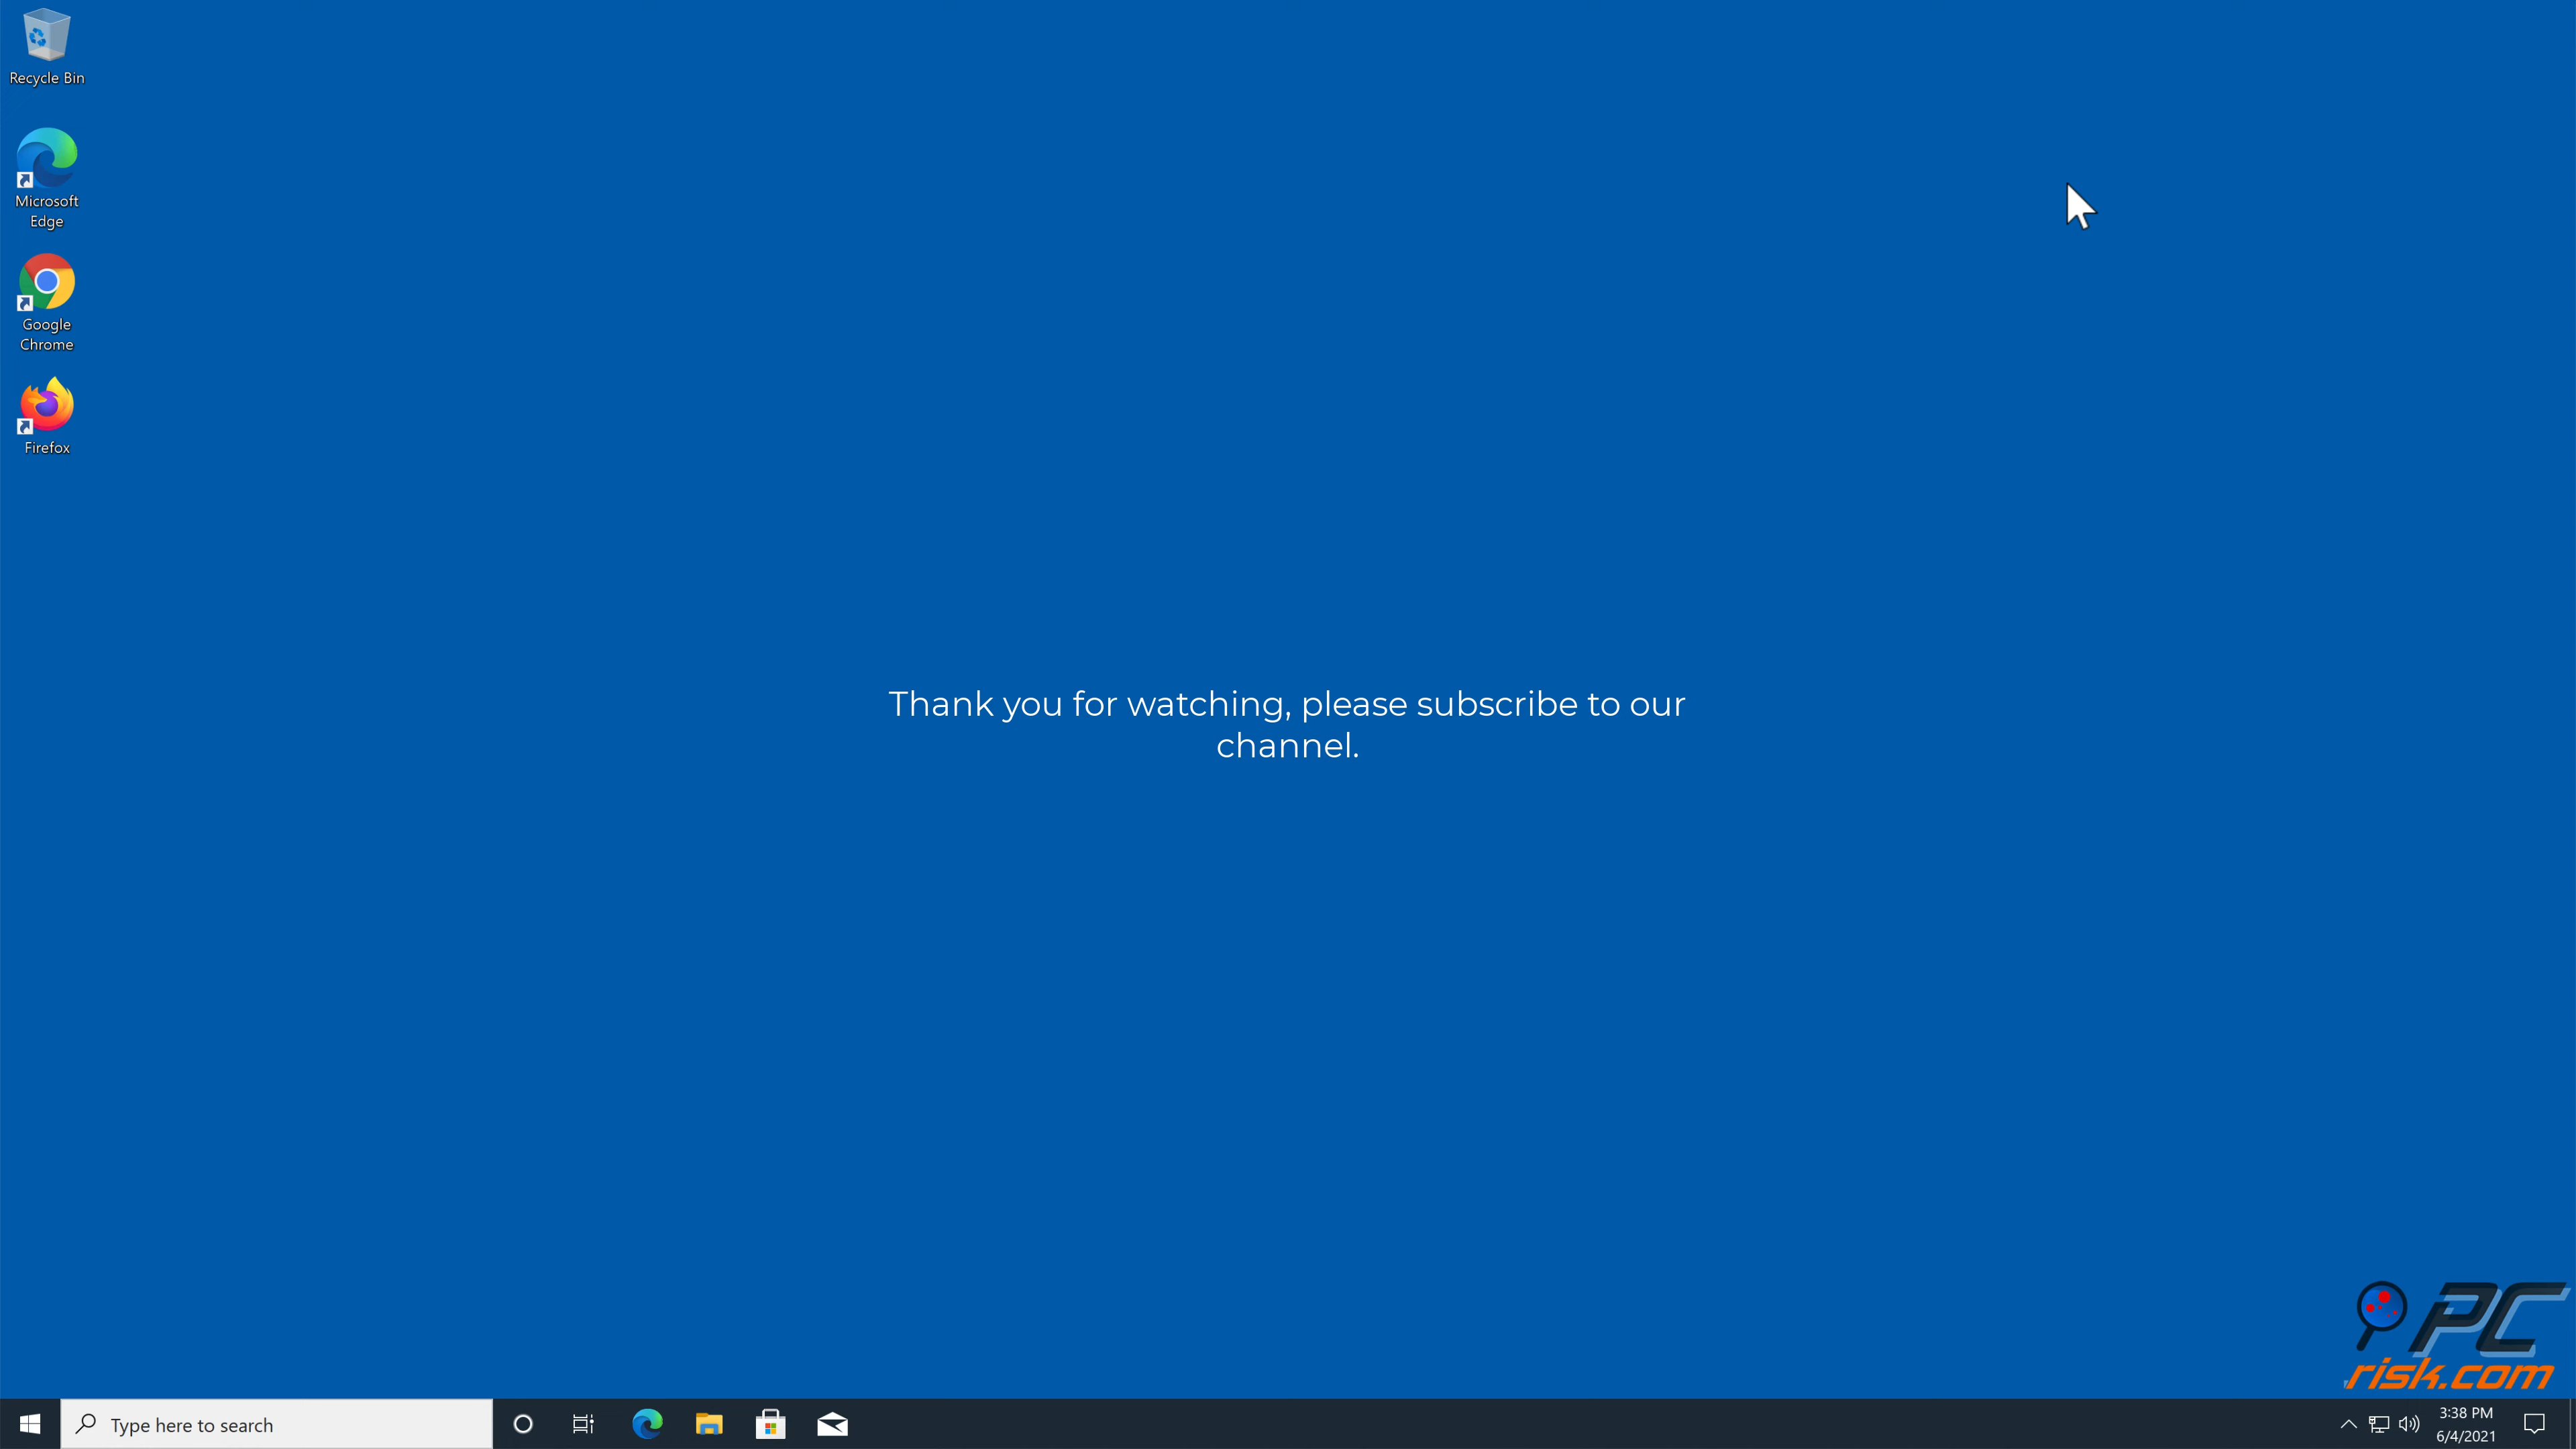 Recycle Bin
Microsoft
Edge
Google
Chrome
Firefox
Thank you for watching, please subscribe to our
channel.
PC
risk.com
Type here to search
3:38 PM
6/4/2021